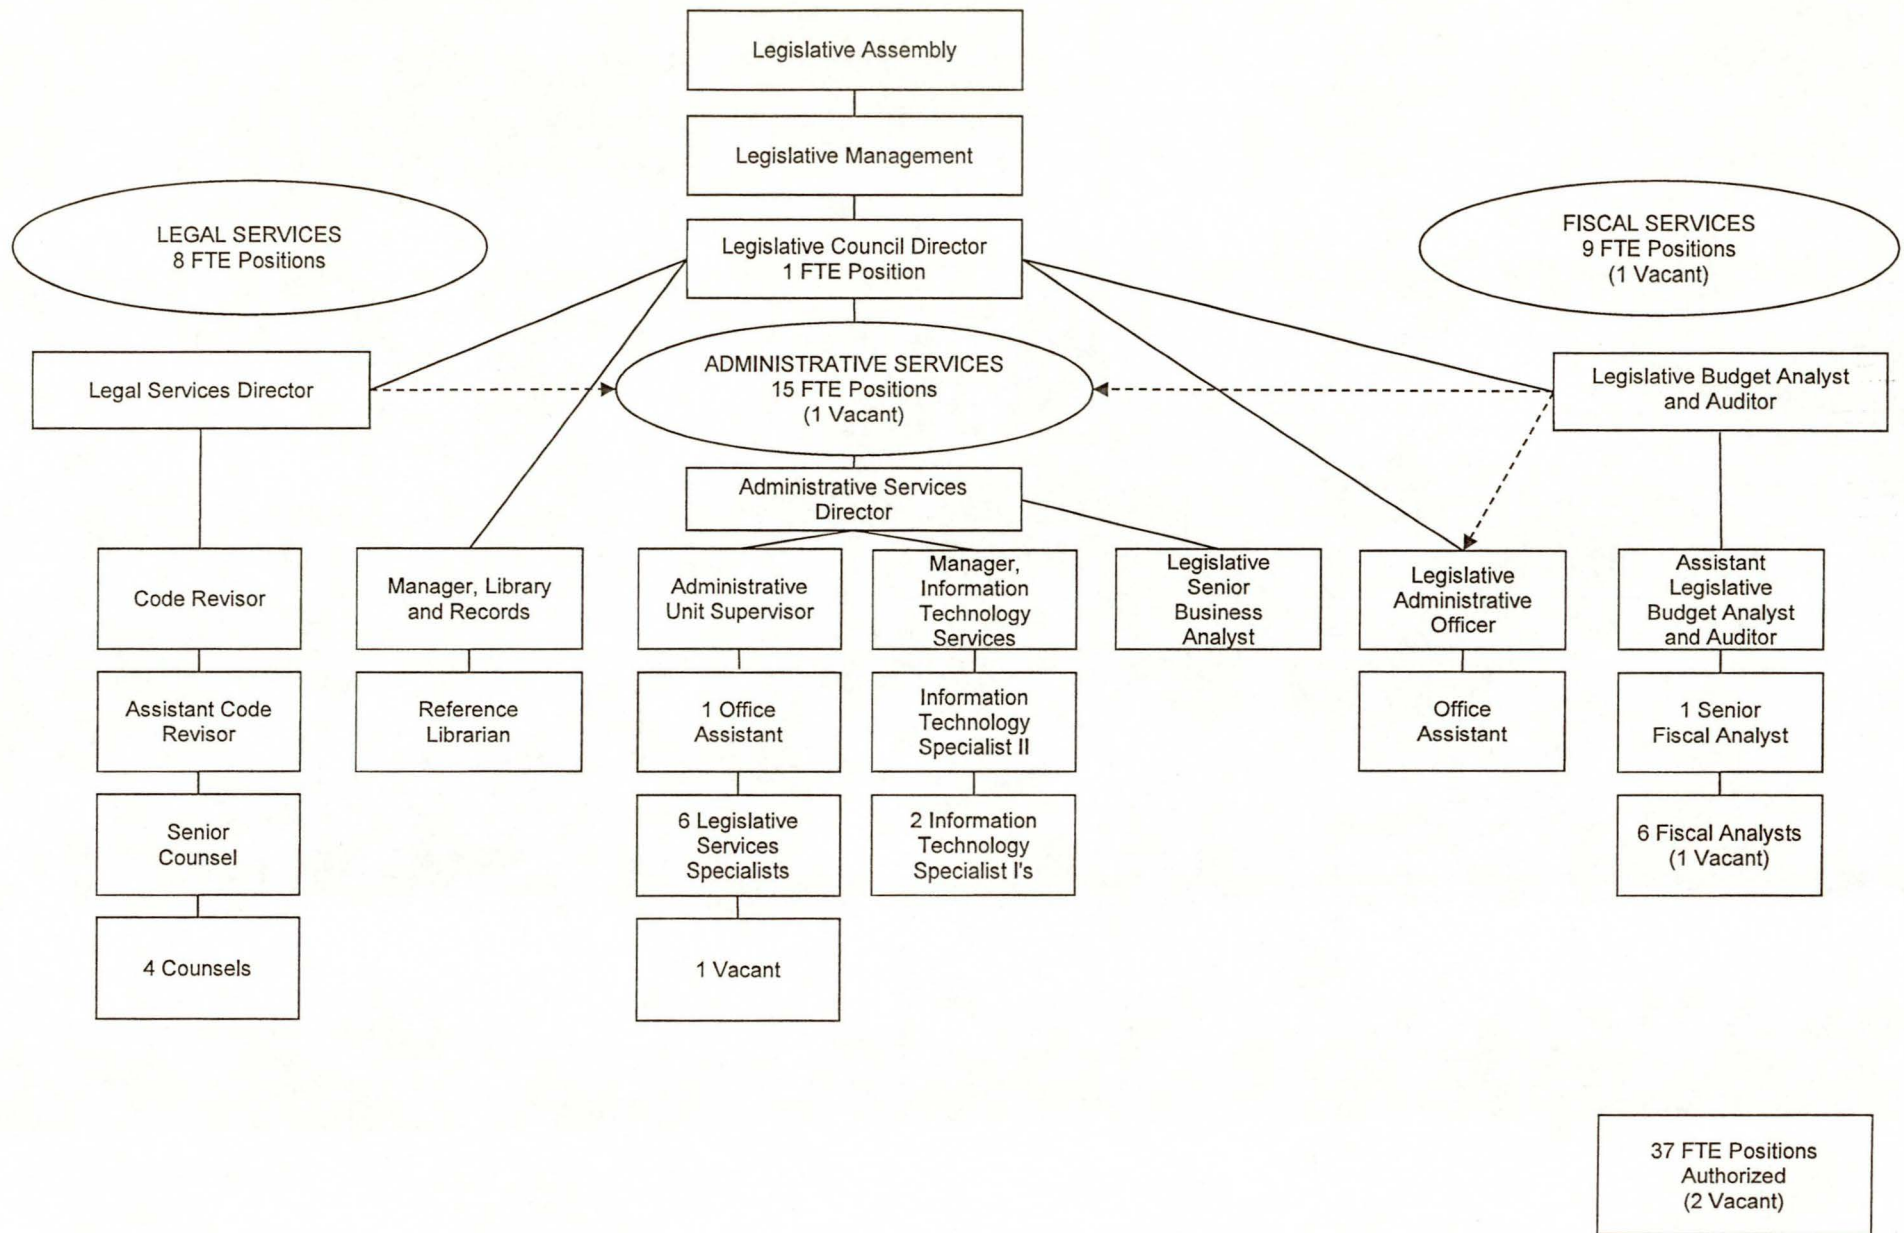 Legislative Assembly
Legislative Management
LEGAL SERVICES
8 FTE Positions
Legislative Council Director
1 FTE Position
FISCAL SERVICES
9 FTE Positions
(1 Vacant)
Legal Services Director
ADMINISTRATIVE SERVICES
15 FTE Positions
(1 Vacant)
Legislative Budget Analyst
and Auditor
Administrative Services
Director
Code Revisor
Manager, Library
and Records
Administrative
Unit Supervisor
Manager,
Information
Technology
Services
Legislative
Senior
Business
Analyst
Legislative
Administrative
Officer
Assistant
Legislative
Budget Analyst
and Auditor
Assistant Code
Revisor
Reference
Librarian
1 Office
Assistant
Information
Technology
Specialist II
Office
Assistant
1 Senior
Fiscal Analyst
Senior
Counsel
6 Legislative
Services
Specialists
2 Information
Technology
Specialist I's
6 Fiscal Analysts
(1 Vacant)
4 Counsels
1 Vacant
37 FTE Positions
Authorized
(2 Vacant)